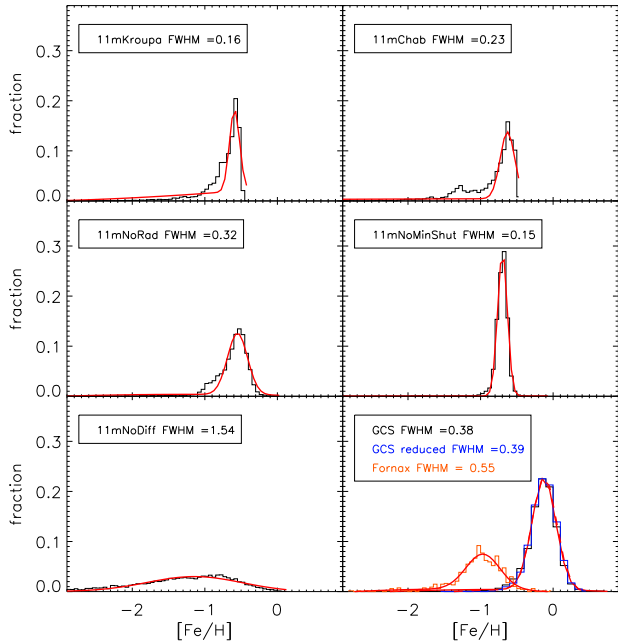 11mKroupa FWHM =0.16
11mChab FWHM =0.23
fraction
0.3
0.2
0.1
0.0
11mNoRad FWHM =0.32
11mNoMinShut FWHM =0.15
fraction
0.3
0.2
0.1
0.0
11mNoDiff FWHM =1.54
GCS FWHM =0.38
GCS reduced FWHM =0.39
Fornax FWHM = 0.55
fraction
0.3
0.2
0.1
0.0
-2 -1 0
-2 -1 0
[Fe/H]
[Fe/H]